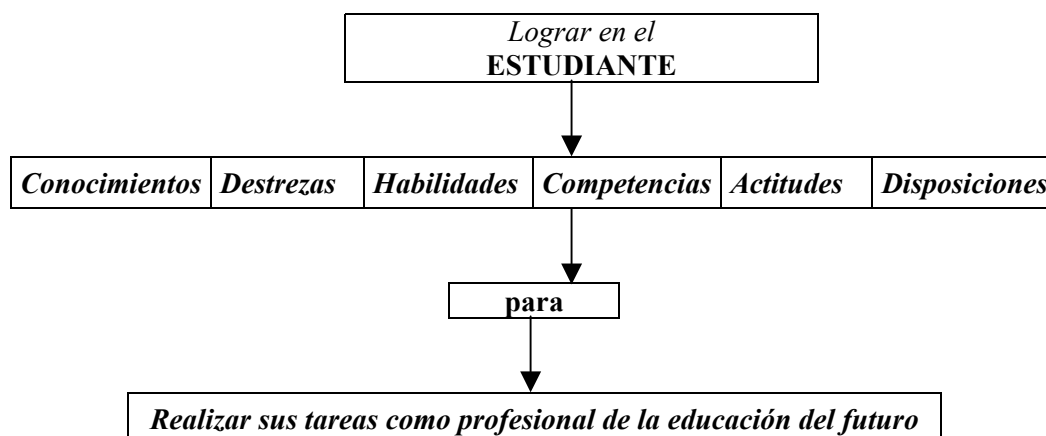 Lograr en el
ESTUDIANTE
Conocimientos Destrezas Habilidades Competencias Actitudes Disposiciones
para
Realizar sus tareas como profesional de la educación del futuro